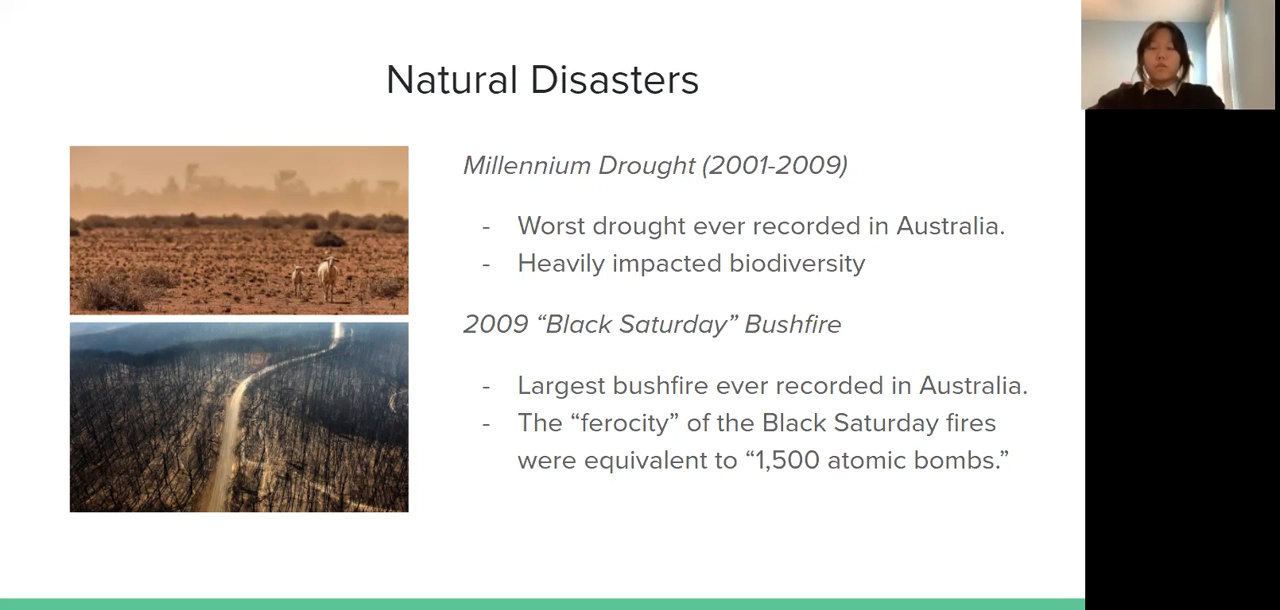 Natural Disasters
Millennium Drought (2001-2009)
- Worst drought ever recorded in Australia.
- Heavily impacted biodiversity
2009 “Black Saturday” Bushfire
- Largest bushfire ever recorded in Australia.
- The “ferocity” of the Black Saturday fires
were equivalent to “1,500 atomic bombs.”